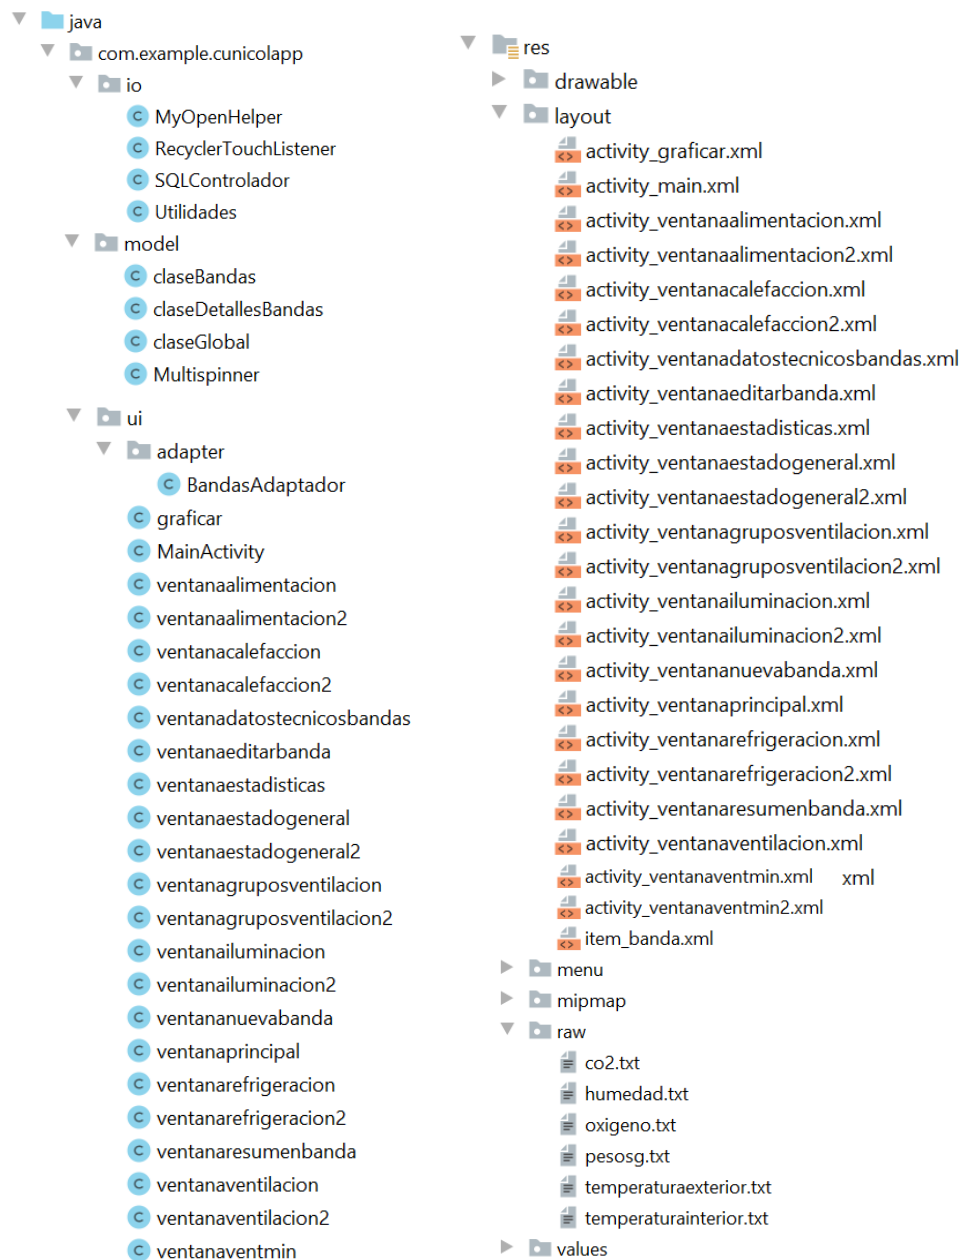 java
com.example.cunicolapp
io
MyOpenHelper
RecyclerTouchListener
SQLControlador
Utilidades
model
claseBandas
claseDetallesBandas
claseGlobal
Multispinner
ui
adapter
BandasAdaptador
graficar
MainActivity
ventanaalimentacion
ventanaalimentacion2
ventanacalefaccion
ventanacalefaccion2
ventanadatostecnicosbandas
ventanaeditarbanda
ventanaestadisticas
ventanaestadogeneral
ventanaestadogeneral2
ventanagruposventilacion
ventanagruposventilacion2
ventanailuminacion
ventanailuminacion2
ventananuevabanda
ventanaprincipal
ventanarefrigeracion
ventanarefrigeracion2
ventanaresumenbanda
ventanaventilacion
ventanaventilacion2
ventanaventmin
res
drawable
layout
activity_graficar.xml
activity_main.xml
activity_ventanaalimentacion.xml
activity_ventanaalimentacion2.xml
activity_ventanacalefaccion.xml
activity_ventanacalefaccion2.xml
activity_ventanadatostecnicosbandas.xml
activity_ventanaeditarbanda.xml
activity_ventanaestadisticas.xml
activity_ventanaestadogeneral.xml
activity_ventanaestadogeneral2.xml
activity_ventanagruposventilacion.xml
activity_ventanagruposventilacion2.xml
activity_ventanailuminacion.xml
activity_ventanailuminacion2.xml
activity_ventananuevabanda.xml
activity_ventanaprincipal.xml
activity_ventanarefrigeracion.xml
activity_ventanarefrigeracion2.xml
activity_ventanaresumenbanda.xml
activity_ventanaventilacion.xml
activity_ventanaventmin.xml xml
activity_ventanaventmin2.xml
item_banda.xml
menu
mipmap
raw
co2.txt
humedad.txt
oxigeno.txt
pesosg.txt
temperaturaexterior.txt
temperaturainterior.txt
values